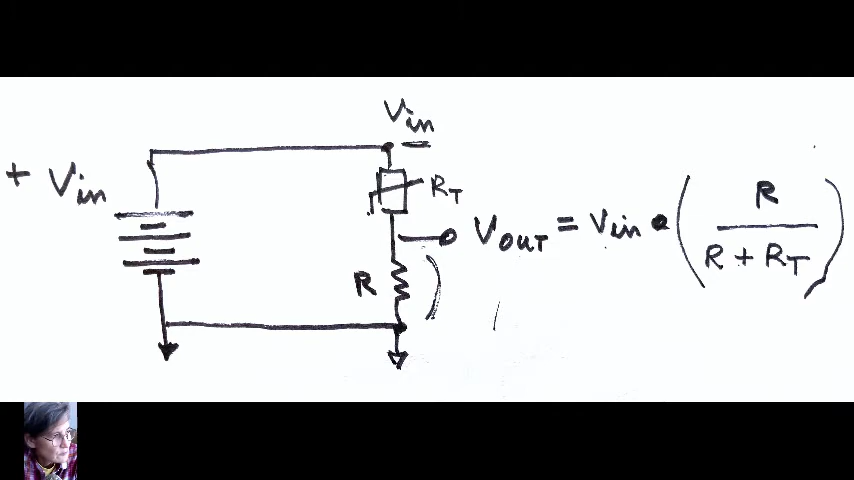 Vin
+ Vin
RT
VOUT = Vin • ( R / R + RT )
R